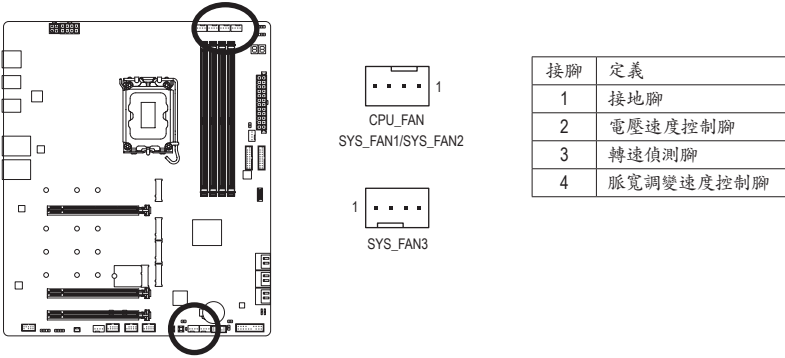 1
CPU_FAN
SYS_FAN1/SYS_FAN2
1
SYS_FAN3
接腳 定義
1 接地腳
2 電壓速度控制腳
3 轉速偵測腳
4 脈寬調變速度控制腳